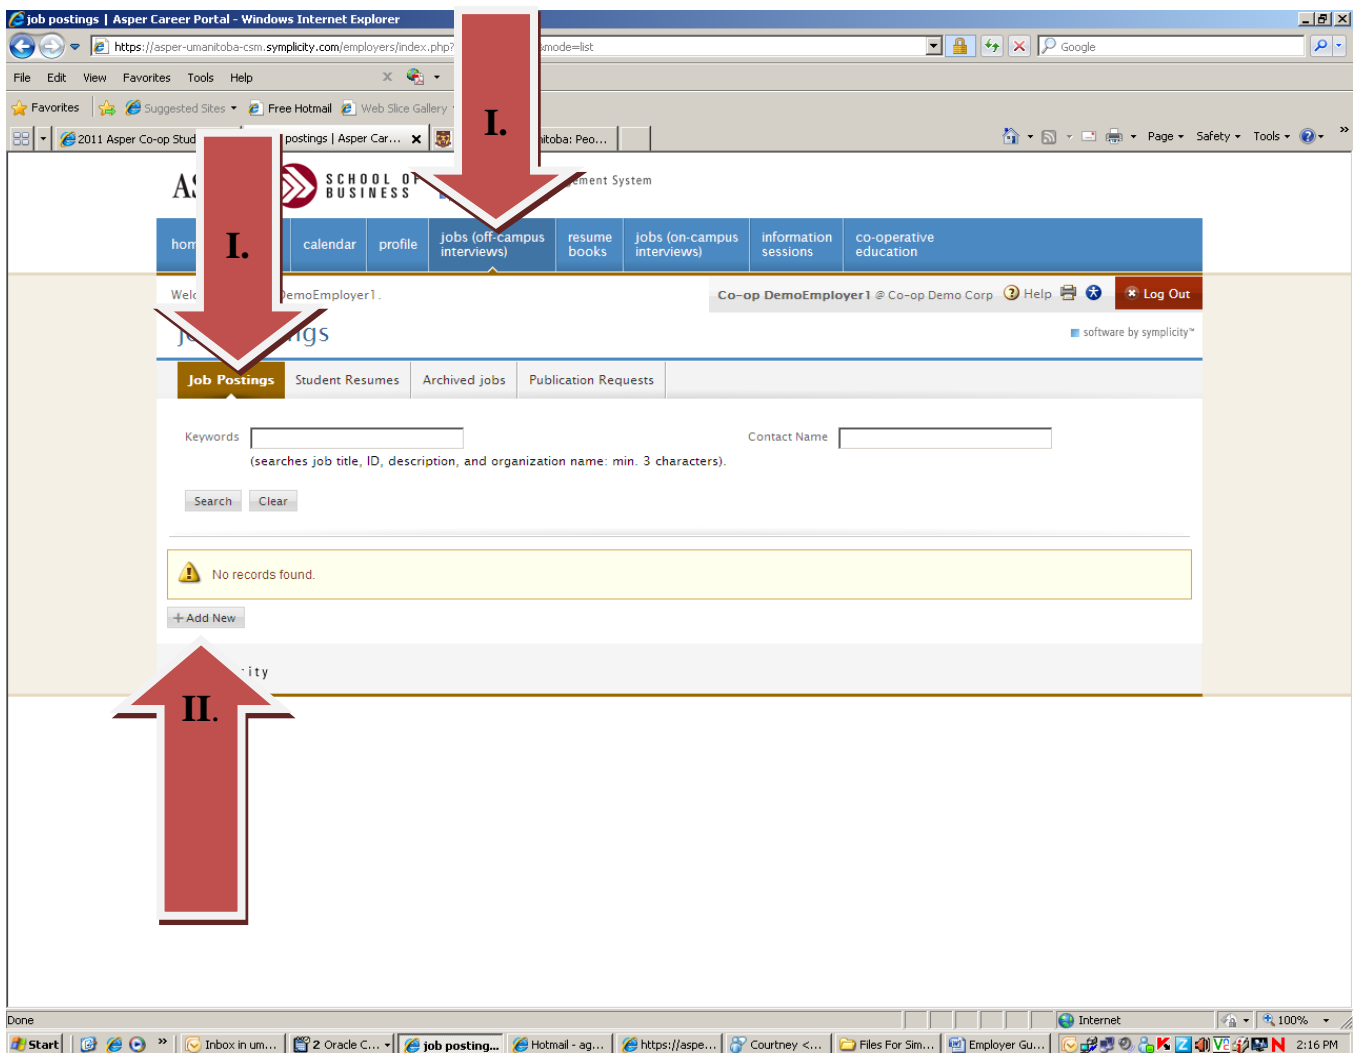 job postings | Asper Career Portal - Windows Internet Explorer
https://asper-umanitoba-csm.symplicity.com/employers/index.php? mode=list
Google
File Edit View Favorites Tools Help
Favorites Suggested Sites Free Hotmail Web Slice Gallery
I.
2011 Asper Co-op Stud postings | Asper Car... itoba: Peo...
Page Safety Tools
SCHOOL OF
BUSINESS
ement System
I.
calendar profile jobs (off-campus interviews) resume books jobs (on-campus interviews) information sessions co-operative education
DemoEmployer1.
Co-op DemoEmployer1 @ Co-op Demo Corp Help Log Out
ngs
software by symplicity™
Job Postings Student Resumes Archived jobs Publication Requests
Keywords Contact Name
(searches job title, ID, description, and organization name: min. 3 characters).
Search Clear
No records found.
+ Add New
ity
II.
Done Internet 100%
Start » Inbox in um... 2 Oracle C... job posting... Hotmail - ag... https://aspe... Courtney <... Files For Sim... Employer Gu... 2:16 PM